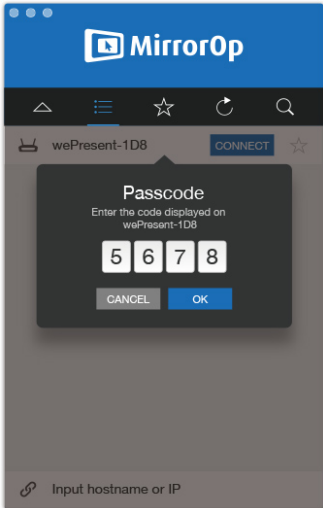 MirrorOp
wePresent-1D8 CONNECT
Passcode
Enter the code displayed on
wePresent-1D8
5 6 7 8
CANCEL OK
Input hostname or IP